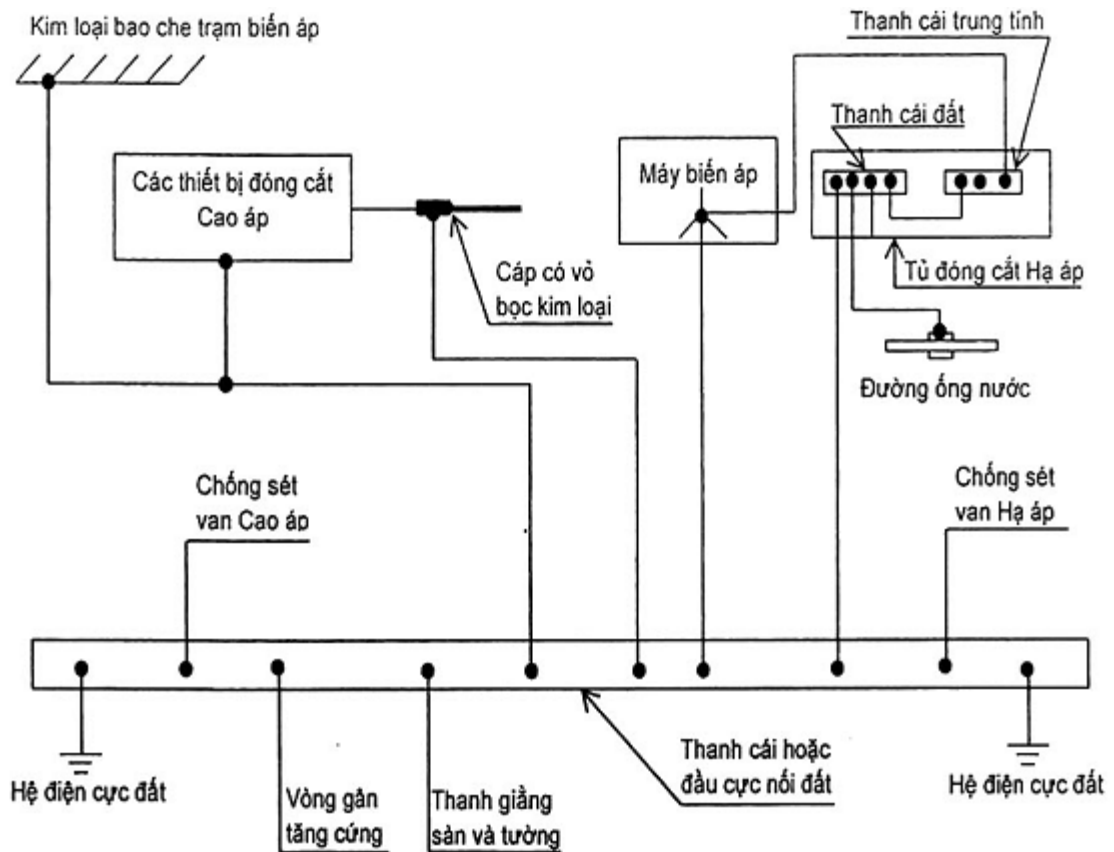 Kim loại bao che trạm biến áp
Thanh cái trung tính
Thanh cái đất
Các thiết bị đóng cắt
Cao áp
Máy biến áp
Cáp có vỏ
bọc kim loại
Tủ đóng cắt Hạ áp
Đường ống nước
Chống sét
van Cao áp
Chống sét
van Hạ áp
Hệ điện cực đất
Vòng gân
tăng cứng
Thanh giằng
sàn và tường
Thanh cái hoặc
đầu cực nối đất
Hệ điện cực đất